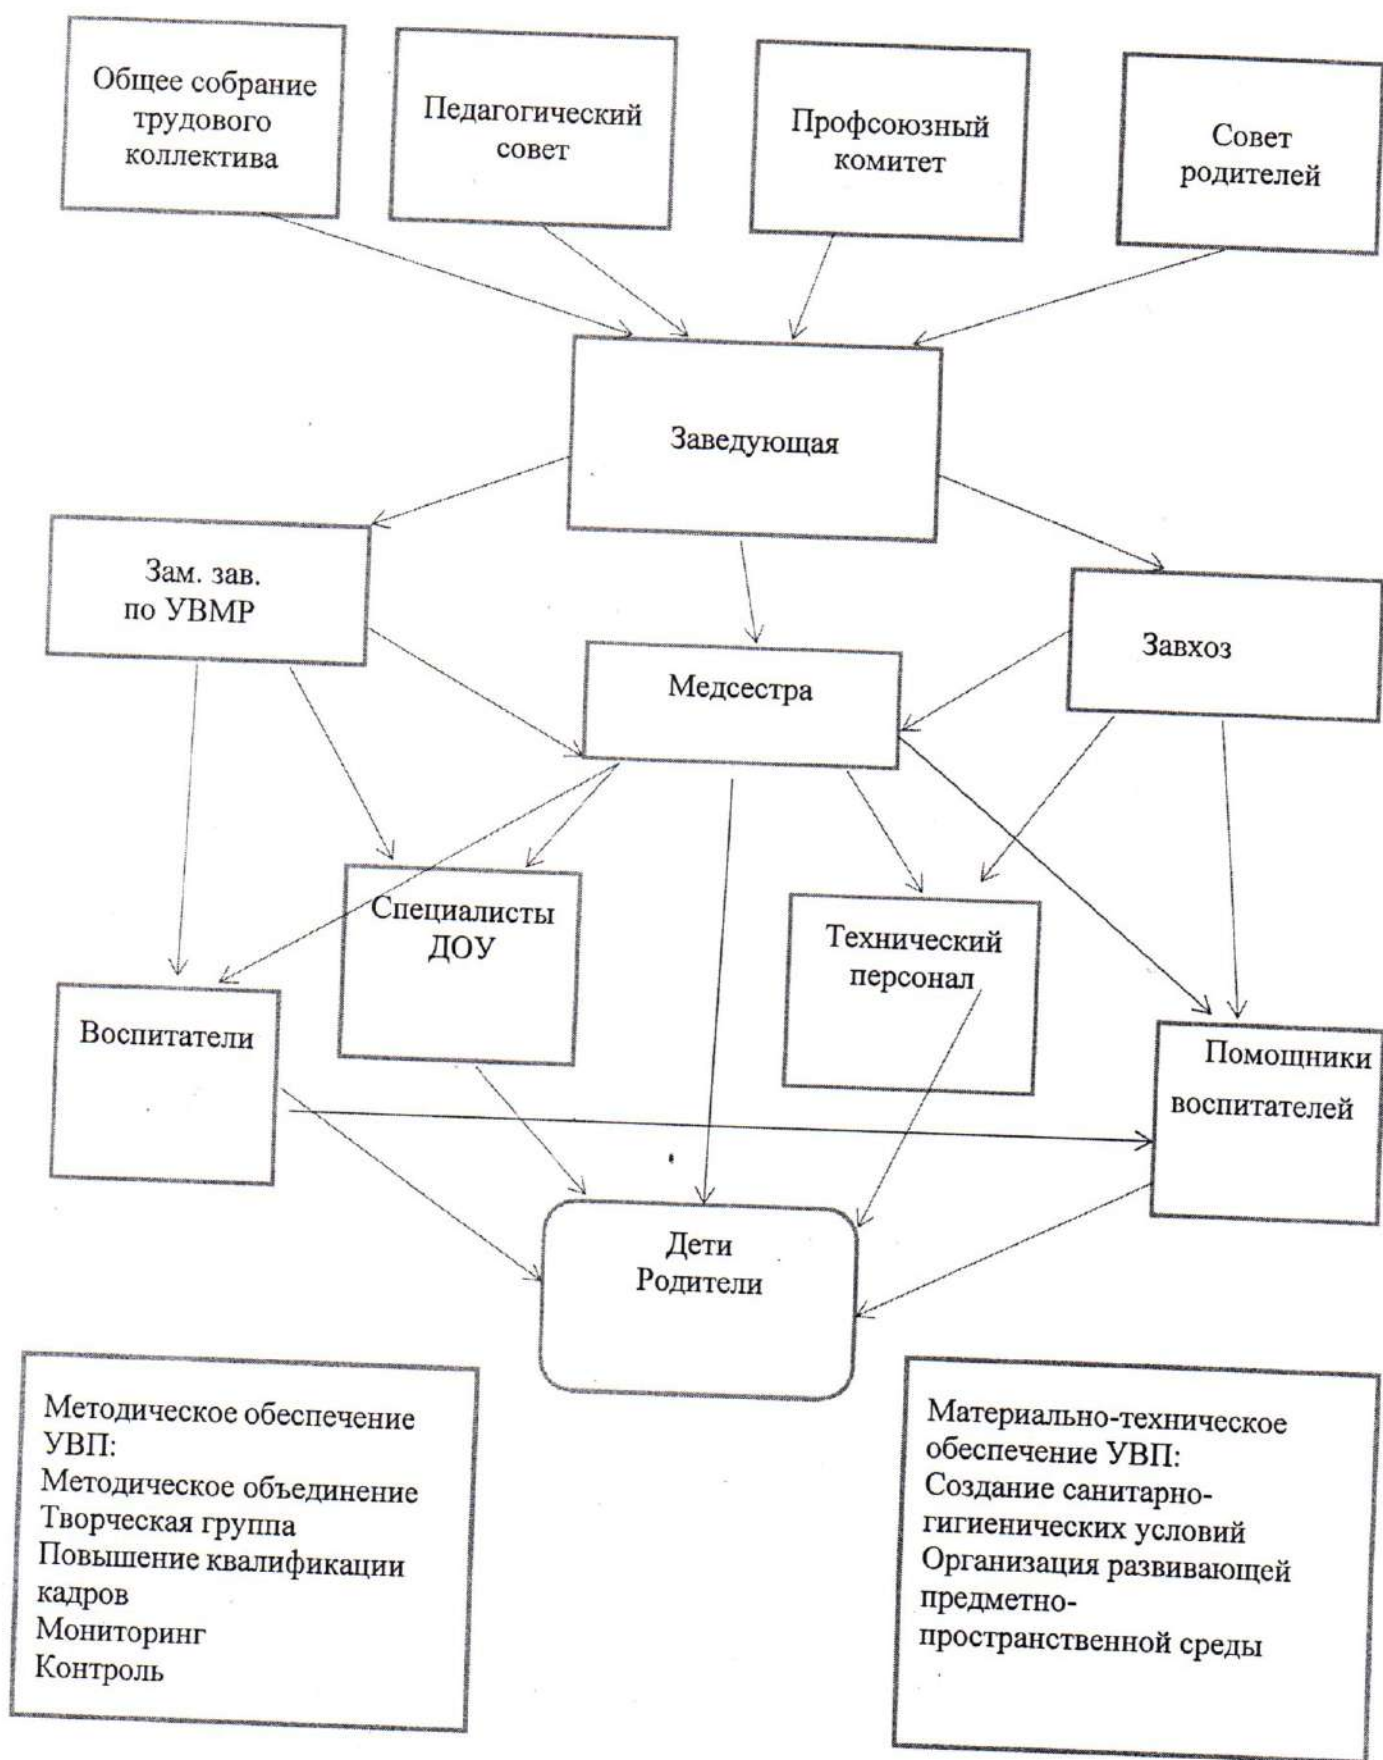 Общее собрание
трудового
коллектива
Педагогический
совет
Профсоюзный
комитет
Совет
родителей
Заведующая
Зам. зав.
по УВМР
Медсестра
Завхоз
Специалисты
ДОУ
Технический
персонал
Воспитатели
Помощники
воспитателей
Дети
Родители
Методическое обеспечение
УВП:
Методическое объединение
Творческая группа
Повышение квалификации
кадров
Мониторинг
Контроль
Материально-техническое
обеспечение УВП:
Создание санитарно-
гигиенических условий
Организация развивающей
предметно-
пространственной среды